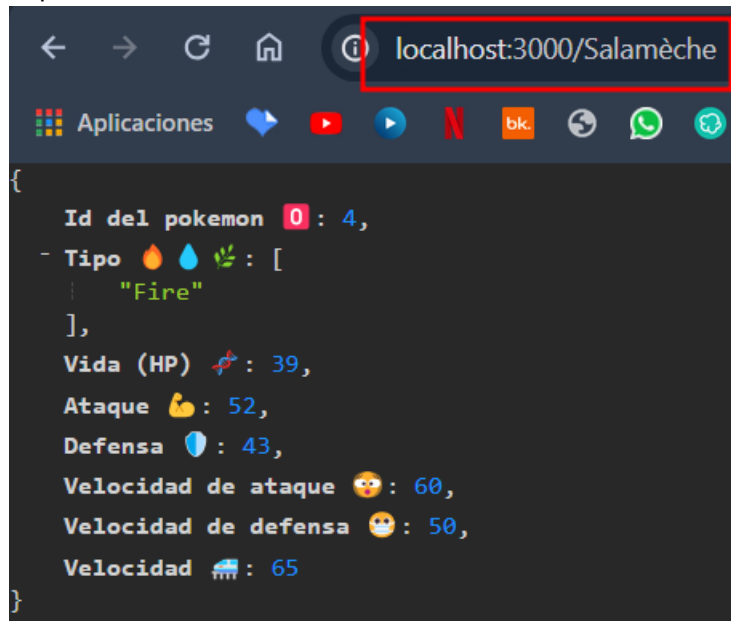 localhost:3000/Salamèche
Aplicaciones
bk.
{
Id del pokemon 🅾️: 4,
- Tipo 🔥 💧 🌿: [
"Fire"
],
Vida (HP) 🧬: 39,
Ataque 💪: 52,
Defensa 🛡️: 43,
Velocidad de ataque 😳: 60,
Velocidad de defensa 😷: 50,
Velocidad 🚈: 65
}